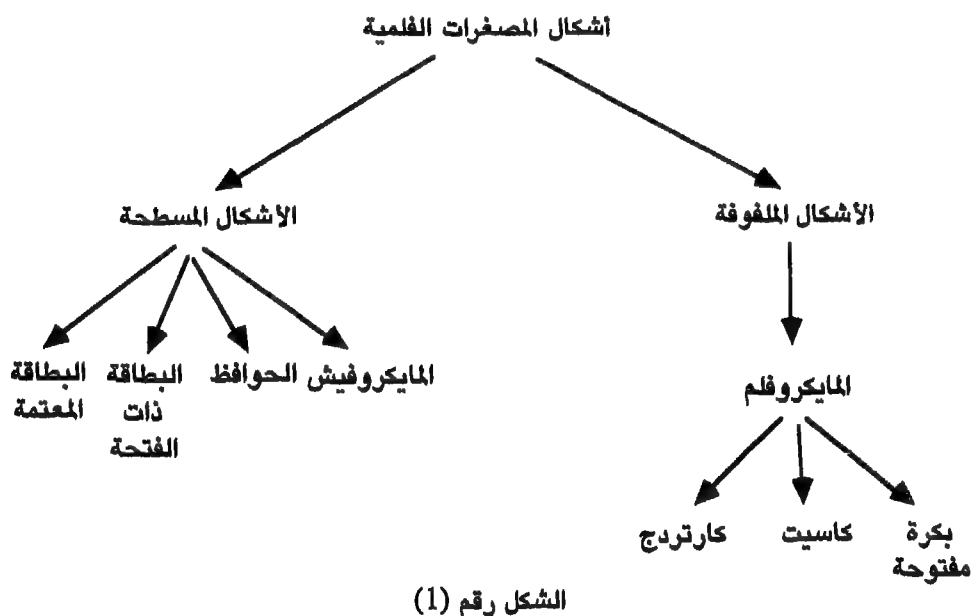 أشكال المصغرات الفلمية
الأشكال الملفوفة
الأشكال المسطحة
المايكروفلم
بكرة
مفتوحة
كاسيت
كارتردج
المايكروفيش
الحوافظ
البطاقة
ذات
الفتحة
البطاقة
المعتمة
الشكل رقم (1)